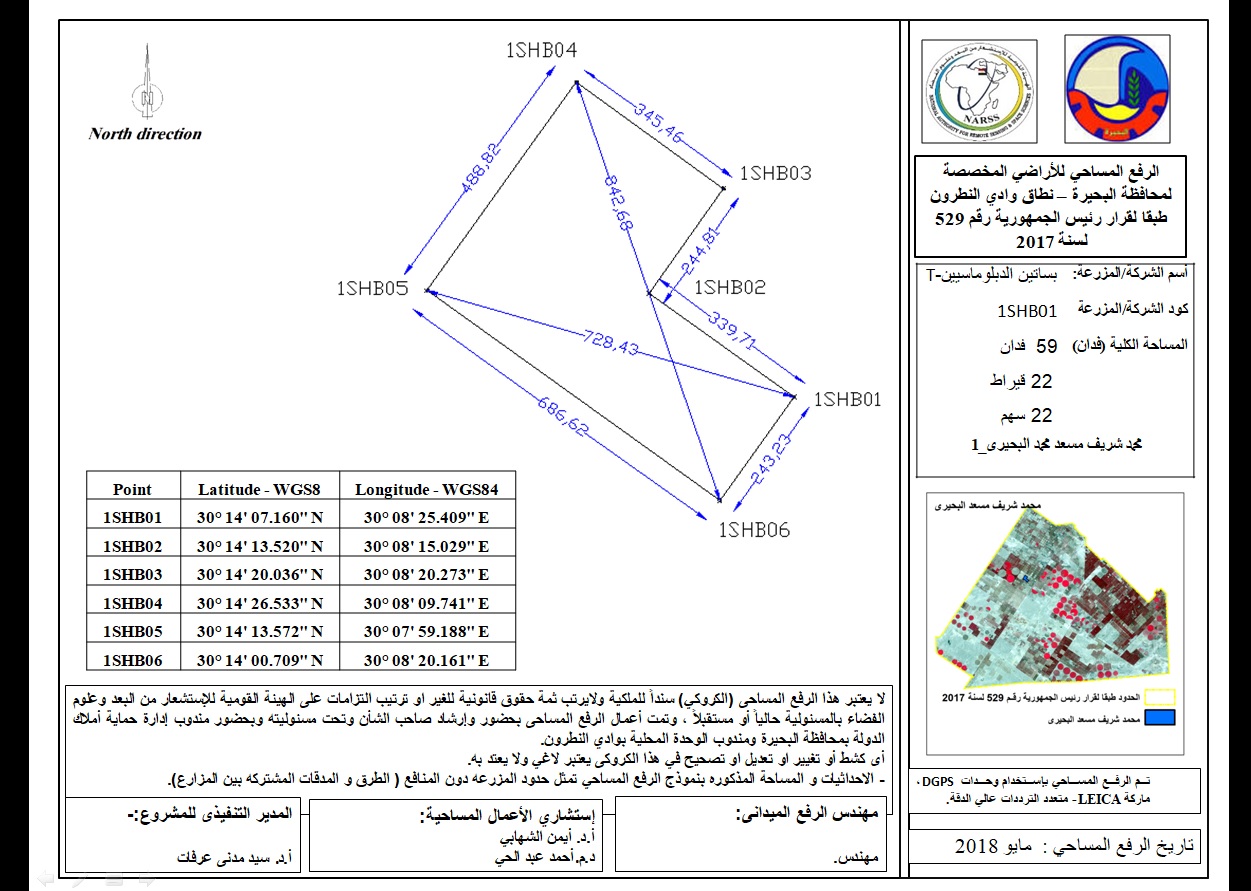 North direction
1SHB04
345,46
1SHB03
488,82
842,68
244,81
1SHB05
1SHB02
339,71
728,43
1SHB01
686,62
243,23
1SHB06
Point Latitude - WGS8 Longitude - WGS84
1SHB01 30° 14' 07.160" N 30° 08' 25.409" E
1SHB02 30° 14' 13.520" N 30° 08' 15.029" E
1SHB03 30° 14' 20.036" N 30° 08' 20.273" E
1SHB04 30° 14' 26.533" N 30° 08' 09.741" E
1SHB05 30° 14' 13.572" N 30° 07' 59.188" E
1SHB06 30° 14' 00.709" N 30° 08' 20.161" E
NARSS
NATIONAL AUTHORITY FOR REMOTE SENSING & SPACE SCIENCES
البحيرة
الرفع المساحي للأراضي المخصصة
لمحافظة البحيرة – نطاق وادي النطرون
طبقا لقرار رئيس الجمهورية رقم 529
لسنة 2017
أسم الشركة/المزرعة: بساتين الدبلوماسيين-T
كود الشركة/المزرعة 1SHB01
المساحة الكلية (فدان) 59 فدان
22 قيراط
22 سهم
محمد شريف مسعد محمد البحيرى_1
محمد شريف مسعد البحيرى
الحدود طبقا لقرار رئيس الجمهورية رقم 529 لسنة 2017
محمد شريف مسعد البحيرى
تم الرفع المساحي بإستخدام وحدات DGPS،
ماركة LEICA- متعدد الترددات عالي الدقة.
تاريخ الرفع المساحي : مايو 2018
لا يعتبر هذا الرفع المساحى (الكروكي) سنداً للملكية ولايرتب ثمة حقوق قانونية للغير او ترتيب التزامات على الهيئة القومية للإستشعار من البعد وعلوم
الفضاء بالمسئولية حالياً أو مستقبلاً ، وتمت أعمال الرفع المساحى بحضور وإرشاد صاحب الشأن وتحت مسئوليته وبحضور مندوب إدارة حماية أملاك
الدولة بمحافظة البحيرة ومندوب الوحدة المحلية بوادي النطرون.
أى كشط أو تغيير او تعديل او تصحيح في هذا الكروكى يعتبر لاغي ولا يعتد به.
- الاحداثيات و المساحة المذكوره بنموذج الرفع المساحي تمثل حدود المزرعه دون المنافع ( الطرق و المدقات المشتركه بين المزارع).
مهندس الرفع الميدانى:
مهندس.
إستشاري الأعمال المساحية:
أ.د. أيمن الشهابي
د.م.أحمد عبد الحي
المدير التنفيذى للمشروع:-
أ.د. سيد مدنى عرفات